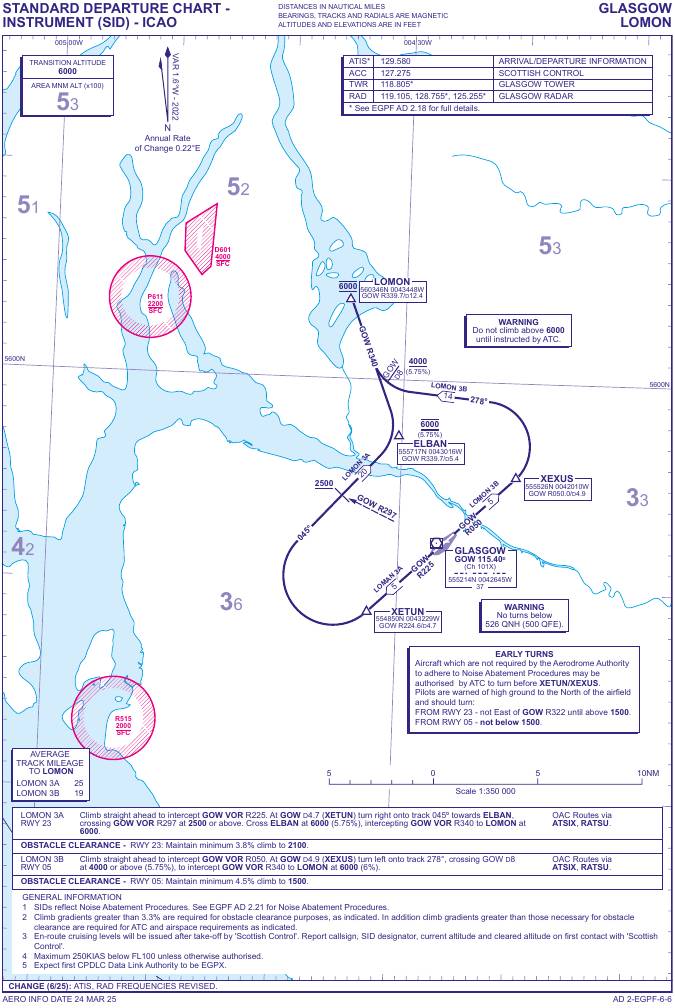 STANDARD DEPARTURE CHART -
INSTRUMENT (SID) - ICAO
DISTANCES IN NAUTICAL MILES
BEARINGS, TRACKS AND RADIALS ARE MAGNETIC
ALTITUDES AND ELEVATIONS ARE IN FEET
GLASGOW
LOMON
005 00W
004 30W
TRANSITION ALTITUDE
6000
AREA MNM ALT (x100)
53
VAR 1.6°W - 2022
N
Annual Rate
of Change 0.22°E
ATIS* 129.580 ARRIVAL/DEPARTURE INFORMATION
ACC 127.275 SCOTTISH CONTROL
TWR 118.805* GLASGOW TOWER
RAD 119.105, 128.755*, 125.255* GLASGOW RADAR
* See EGPF AD 2.18 for full details.
51
52
53
D601
4000
SFC
P611
2200
SFC
6000
LOMON
560346N 0043448W
GOW R339.7/D12.4
WARNING
Do not climb above 6000
until instructed by ATC.
GOW R340
GOW
D8
4000
(5.75%)
5600N
5600N
LOMON 3B
14
278°
6000
(5.75%)
ELBAN
555717N 0043016W
GOW R339.7/D5.4
LOMON 3A
20
2500
GOW R297
045°
XEXUS
555526N 0042010W
GOW R050.0/D4.9
LOMON 3B
5
GOW
R050
33
42
36
GLASGOW
GOW 115.40°
(Ch 101X)
555214N 0042645W
37
GOW
R225
LOMAN 3A
5
XETUN
554850N 0043229W
GOW R224.6/D4.7
WARNING
No turns below
526 QNH (500 QFE).
EARLY TURNS
Aircraft which are not required by the Aerodrome Authority
to adhere to Noise Abatement Procedures may be
authorised by ATC to turn before XETUN/XEXUS.
Pilots are warned of high ground to the North of the airfield
and should turn:
FROM RWY 23 - not East of GOW R322 until above 1500.
FROM RWY 05 - not below 1500.
R515
2000
SFC
AVERAGE
TRACK MILEAGE
TO LOMON
LOMON 3A 25
LOMON 3B 19
5 0 5 10NM
Scale 1:350 000
LOMON 3A Climb straight ahead to intercept GOW VOR R225. At GOW D4.7 (XETUN) turn right onto track 045° towards ELBAN, OAC Routes via
RWY 23 crossing GOW VOR R297 at 2500 or above. Cross ELBAN at 6000 (5.75%), intercepting GOW VOR R340 to LOMON at ATSIX, RATSU.
6000.
OBSTACLE CLEARANCE - RWY 23: Maintain minimum 3.8% climb to 2100.
LOMON 3B Climb straight ahead to intercept GOW VOR R050. At D4.9 (XEXUS) turn left onto track 278°, crossing GOW D8 OAC Routes via
RWY 05 at 4000 or above (5.75%), to intercept GOW VOR R340 to LOMON at 6000 (6%). ATSIX, RATSU.
OBSTACLE CLEARANCE - RWY 05: Maintain minimum 4.5% climb to 1500.
GENERAL INFORMATION
1 SIDs reflect Noise Abatement Procedures. See EGPF AD 2.21 for Noise Abatement Procedures.
2 Climb gradients greater than 3.3% are required for obstacle clearance purposes, as indicated. In addition climb gradients greater than those necessary for obstacle
clearance are required for ATC and airspace requirements as indicated.
3 En-route cruising levels will be issued after take-off by 'Scottish Control'. Report callsign, SID designator, current altitude and cleared altitude on first contact with 'Scottish
Control'.
4 Maximum 250KIAS below FL100 unless otherwise authorised.
5 Expect first CPDLC Data Link Authority to be EGPX.
CHANGE (6/25): ATIS, RAD FREQUENCIES REVISED.
AERO INFO DATE 24 MAR 25
AD 2-EGPF-6-6